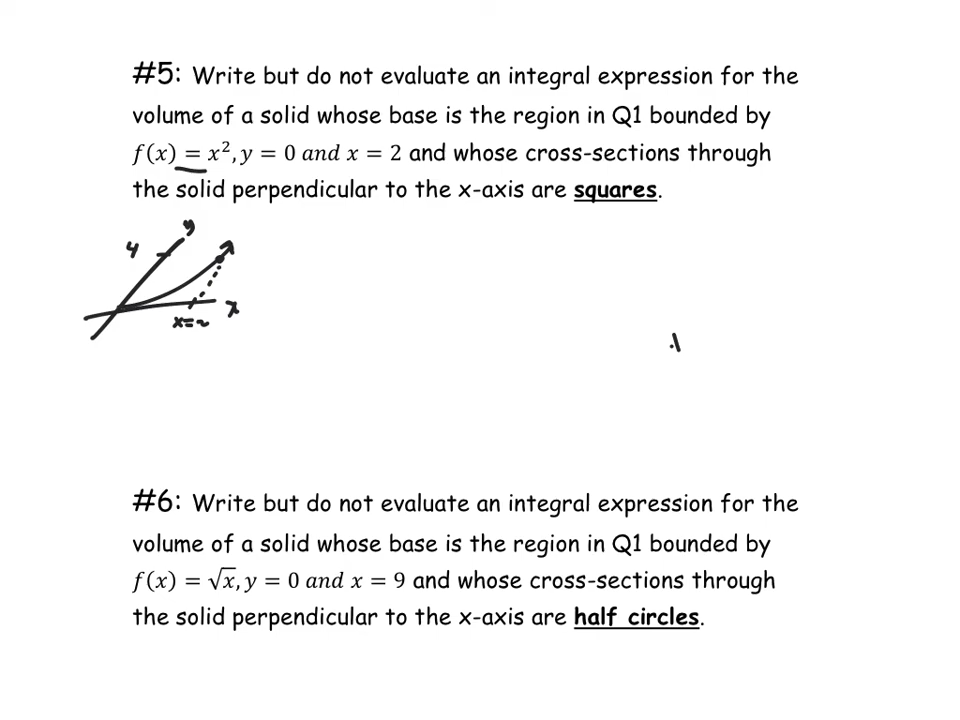 #5: Write but do not evaluate an integral expression for the
volume of a solid whose base is the region in Q1 bounded by
f(x) = x², y = 0 and x = 2 and whose cross-sections through
the solid perpendicular to the x-axis are squares.
y
4
x
x=2
#6: Write but do not evaluate an integral expression for the
volume of a solid whose base is the region in Q1 bounded by
f(x) = √x, y = 0 and x = 9 and whose cross-sections through
the solid perpendicular to the x-axis are half circles.